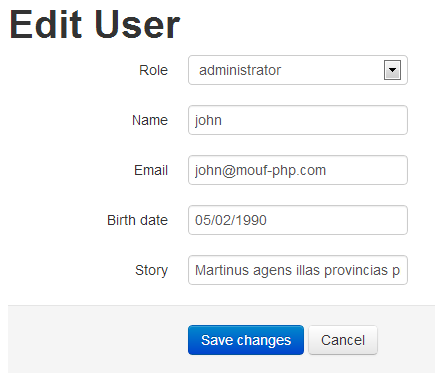 Edit User
Role administrator
Name john
Email john@mouf-php.com
Birth date 05/02/1990
Story Martinus agens illas provincias p
Save changes Cancel